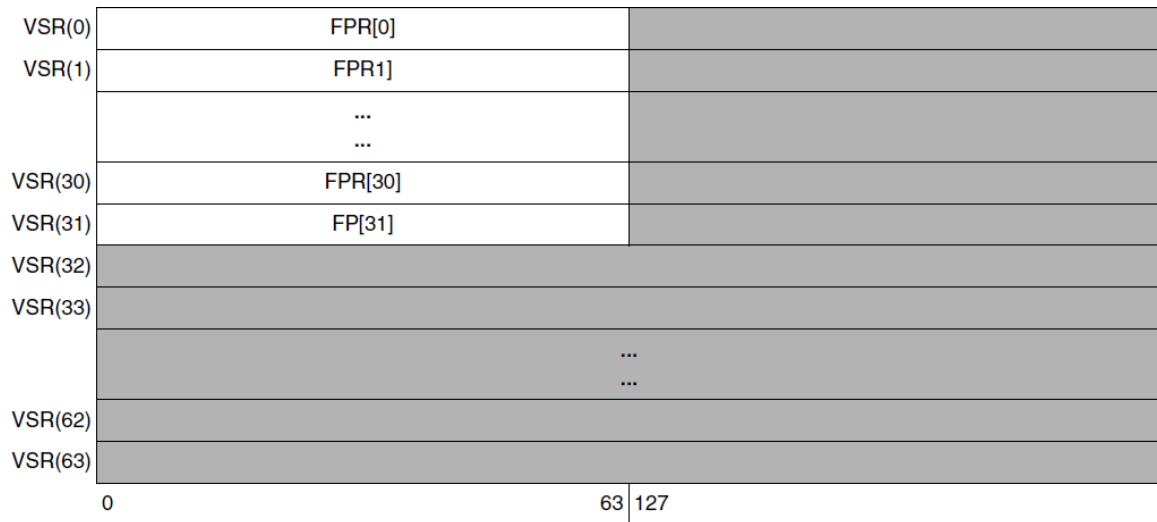 VSR(0) FPR[0]
VSR(1) FPR1]
...
...
VSR(30) FPR[30]
VSR(31) FP[31]
VSR(32)
VSR(33)
...
...
VSR(62)
VSR(63)
0 63 127